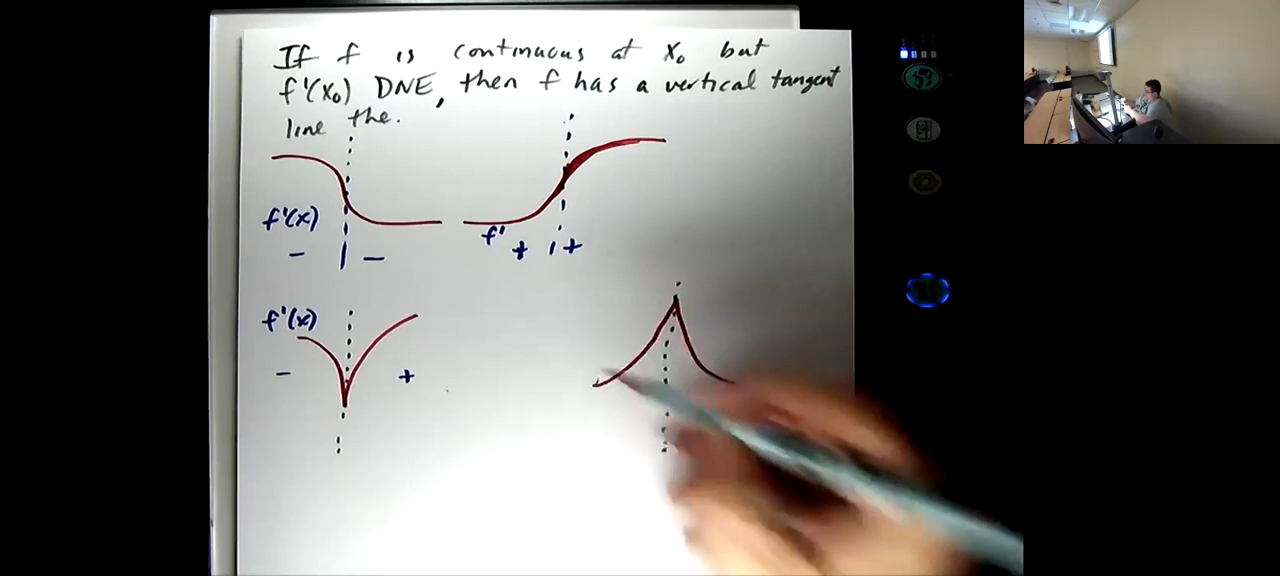 If f is continuous at x₀ but
f'(x₀) DNE, then f has a vertical tangent
line the.
f'(x)
- | -
f'
+ | +
f'(x)
- +